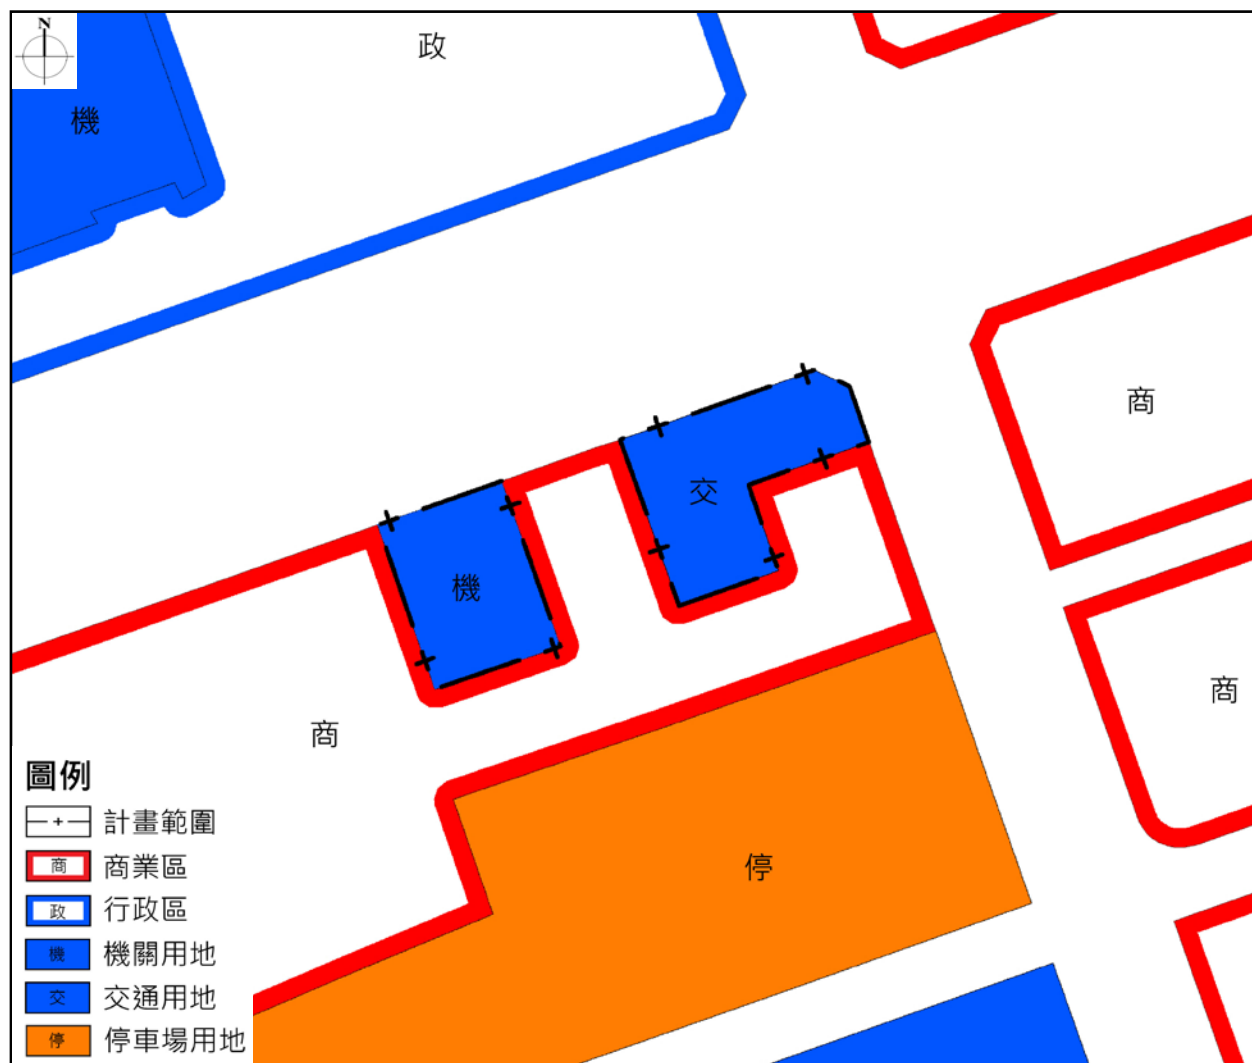 N
政
機
商
交
機
商
商
停
圖例
計畫範圍
商 商業區
政 行政區
機 機關用地
交 交通用地
停 停車場用地